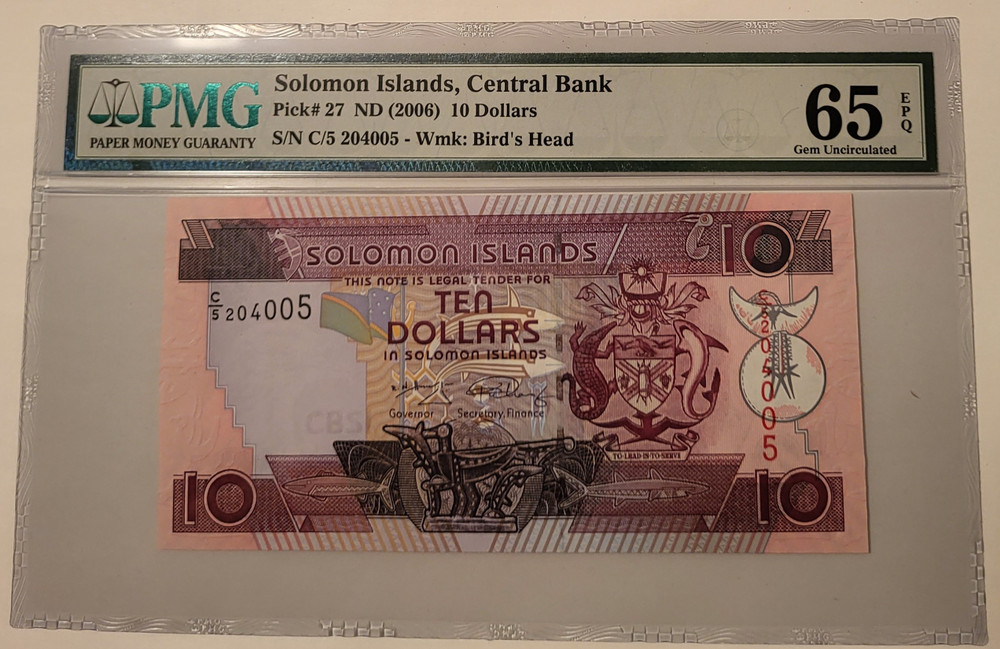 PMG
PAPER MONEY GUARANTY
Solomon Islands, Central Bank
Pick# 27 ND (2006) 10 Dollars
S/N C/5 204005 - Wmk: Bird's Head
65
EPQ
Gem Uncirculated
SOLOMON ISLANDS
10
THIS NOTE IS LEGAL TENDER FOR
TEN
DOLLARS
IN SOLOMON ISLANDS
C/5 204005
C/5 204005
Governor Secretary, Finance
CBS
TO LEAD IS TO SERVE
10
10